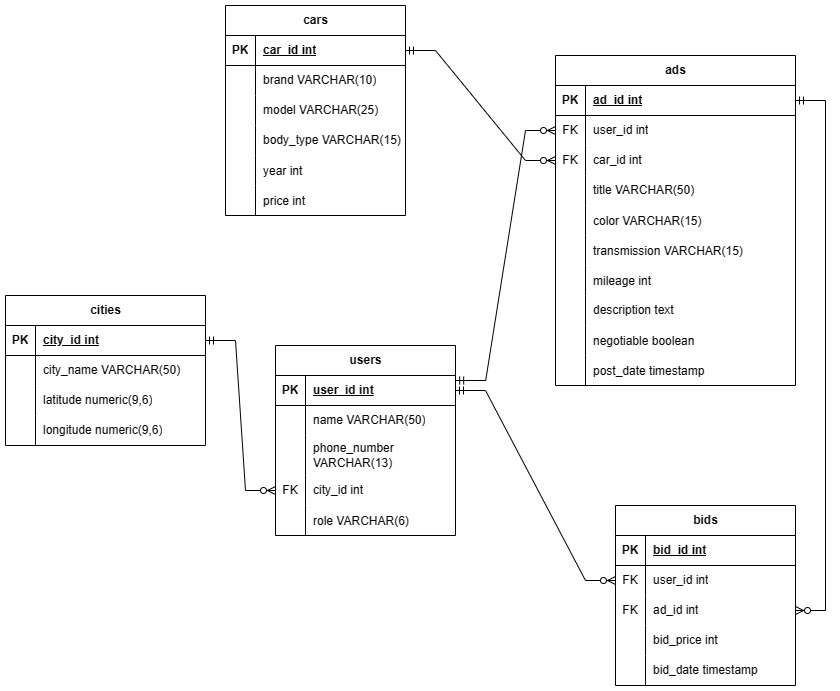 cars
PK car_id int
brand VARCHAR(10)
model VARCHAR(25)
body_type VARCHAR(15)
year int
price int
ads
PK ad_id int
FK user_id int
FK car_id int
title VARCHAR(50)
color VARCHAR(15)
transmission VARCHAR(15)
mileage int
description text
negotiable boolean
post_date timestamp
cities
PK city_id int
city_name VARCHAR(50)
latitude numeric(9,6)
longitude numeric(9,6)
users
PK user_id int
name VARCHAR(50)
phone_number
VARCHAR(13)
FK city_id int
role VARCHAR(6)
bids
PK bid_id int
FK user_id int
FK ad_id int
bid_price int
bid_date timestamp